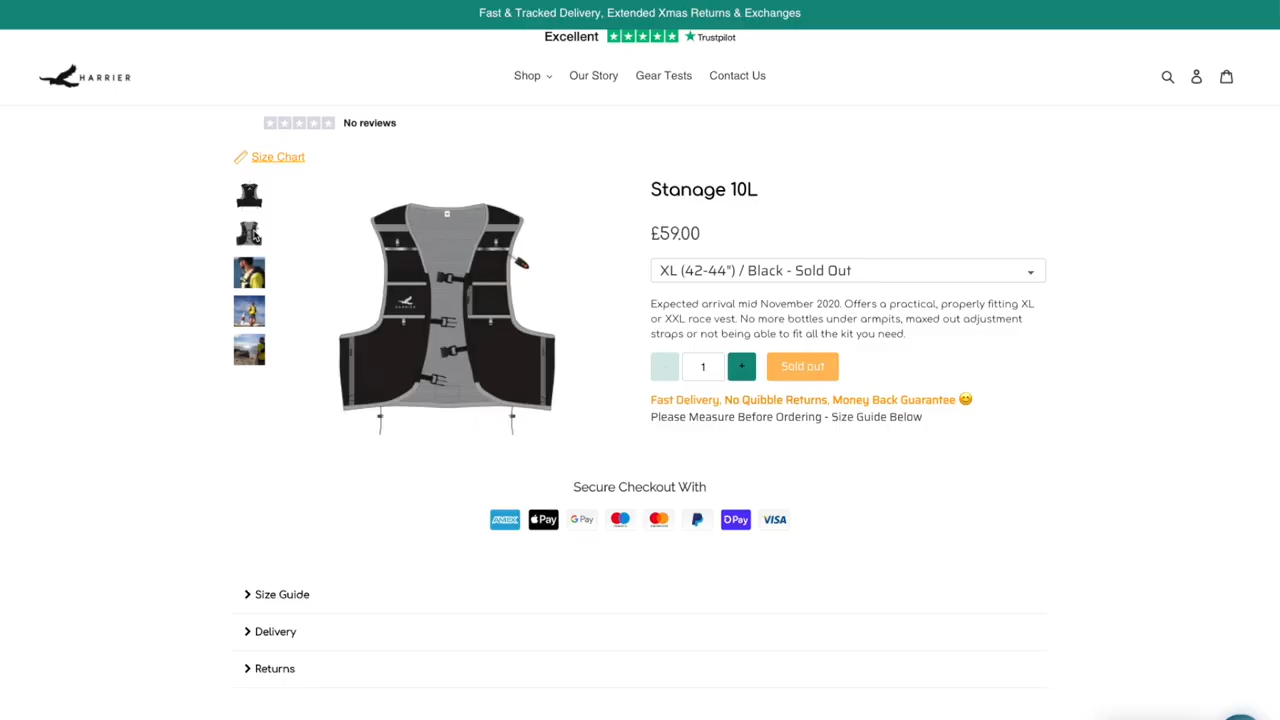 Fast & Tracked Delivery, Extended Xmas Returns & Exchanges
Excellent Trustpilot
HARRIER
Shop Our Story Gear Tests Contact Us
No reviews
Size Chart
Stanage 10L
£59.00
XL (42-44") / Black - Sold Out
Expected arrival mid November 2020. Offers a practical, properly fitting XL
or XXL race vest. No more bottles under armpits, maxed out adjustment
straps or not being able to fit all the kit you need.
- 1 + Sold out
Fast Delivery, No Quibble Returns, Money Back Guarantee 😊
Please Measure Before Ordering - Size Guide Below
HARRIER
Secure Checkout With
AMEX Pay G Pay PayPal OPay VISA
Size Guide
Delivery
Returns